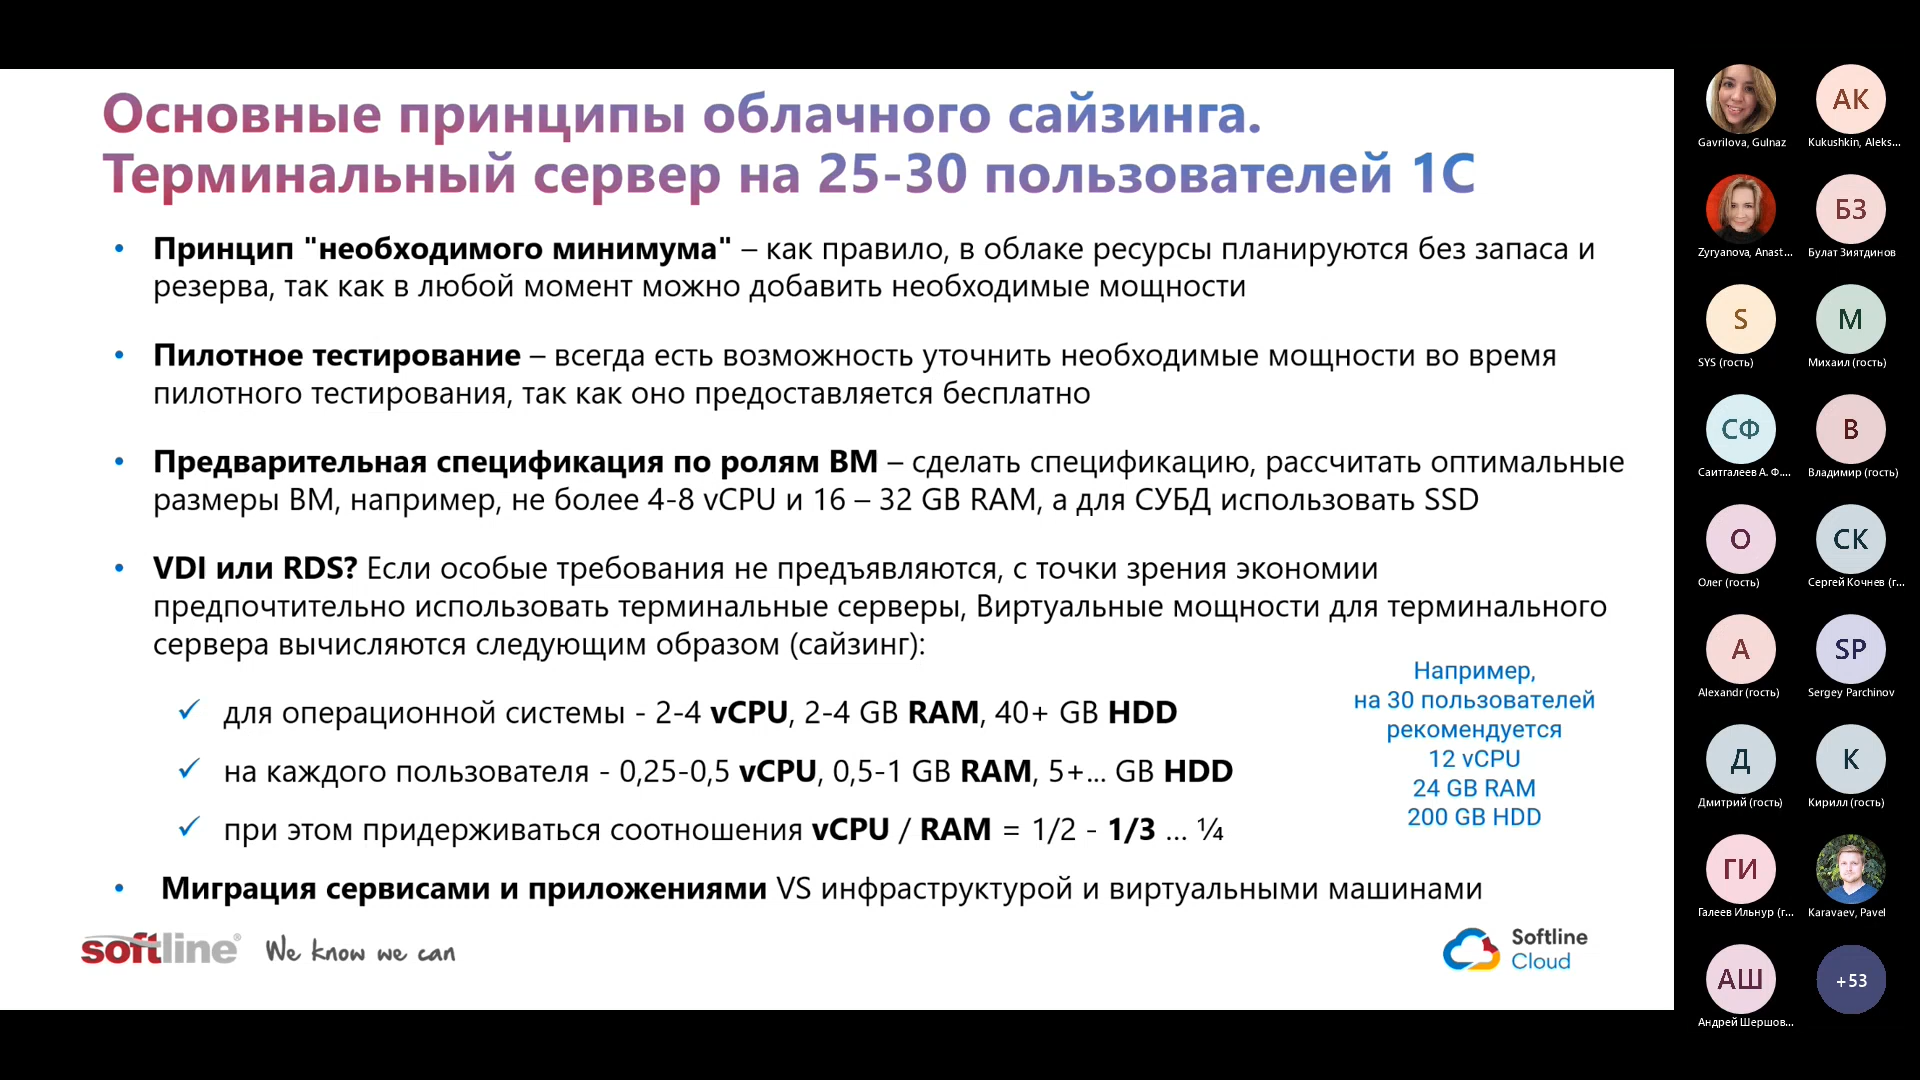 Основные принципы облачного сайзинга.
Терминальный сервер на 25-30 пользователей 1С
• Принцип "необходимого минимума" – как правило, в облаке ресурсы планируются без запаса и
резерва, так как в любой момент можно добавить необходимые мощности
• Пилотное тестирование – всегда есть возможность уточнить необходимые мощности во время
пилотного тестирования, так как оно предоставляется бесплатно
• Предварительная спецификация по ролям ВМ – сделать спецификацию, рассчитать оптимальные
размеры ВМ, например, не более 4-8 vCPU и 16 – 32 GB RAM, а для СУБД использовать SSD
• VDI или RDS? Если особые требования не предъявляются, с точки зрения экономии
предпочтительно использовать терминальные серверы, Виртуальные мощности для терминального
сервера вычисляются следующим образом (сайзинг):
✓ для операционной системы - 2-4 vCPU, 2-4 GB RAM, 40+ GB HDD
✓ на каждого пользователя - 0,25-0,5 vCPU, 0,5-1 GB RAM, 5+... GB HDD
✓ при этом придерживаться соотношения vCPU / RAM = 1/2 - 1/3 ... ¼
Например,
на 30 пользователей
рекомендуется
12 vCPU
24 GB RAM
200 GB HDD
• Миграция сервисами и приложениями VS инфраструктурой и виртуальными машинами
softline® We know we can
Softline
Cloud
АК
Gavrilova, Gulnaz
Kukushkin, Aleks...
БЗ
Zyryanova, Anast...
Булат Зиятдинов
S
М
SYS (гость)
Михаил (гость)
СФ
В
Саитгалеев А. Ф....
Владимир (гость)
О
СК
Олег (гость)
Сергей Кочнев (г...
A
SP
Alexandr (гость)
Sergey Parchinov
Д
К
Дмитрий (гость)
Кирилл (гость)
ГИ
Галеев Ильнур (г...
Karavaev, Pavel
АШ
+53
Андрей Шершов...